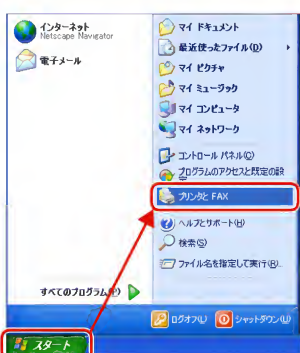 インターネット
Netscape Navigator
電子メール
マイ ドキュメント
最近使ったファイル(D)
マイ ピクチャ
マイ ミュージック
マイ コンピュータ
マイ ネットワーク
コントロール パネル(C)
プログラムのアクセスと既定の設
プリンタと FAX
ヘルプとサポート(H)
検索(S)
ファイル名を指定して実行(R)...
すべてのプログラム(P)
ログオフ(L)
シャットダウン(U)
スタート